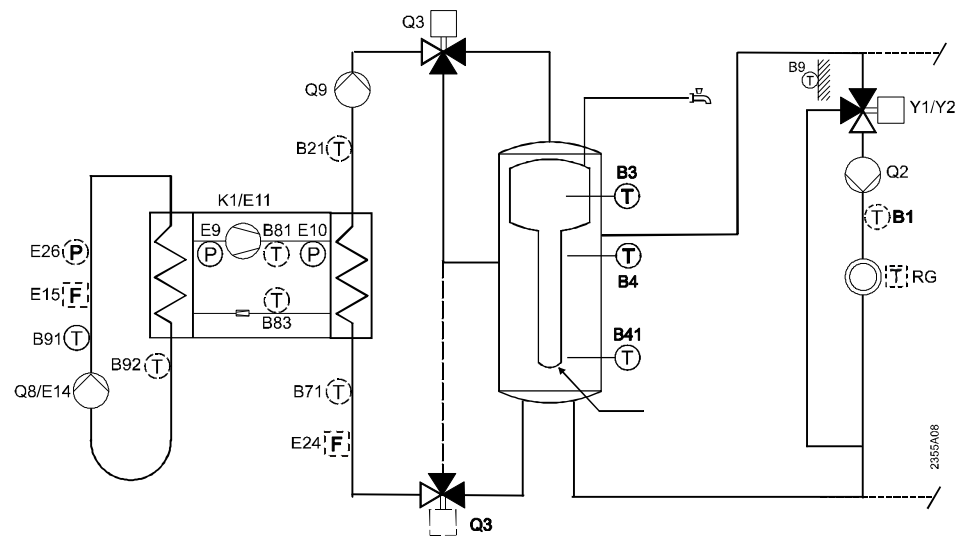 Q3
B9 T
Y1/Y2
Q9
B21 T
B3
T
Q2
K1/E11
T B1
E9 B81 E10
P T P
E26 P
T
B4
T RG
E15 F
T
B83
B91 T
B41
T
B92 T
Q8/E14
B71 T
E24 F
2355A08
Q3